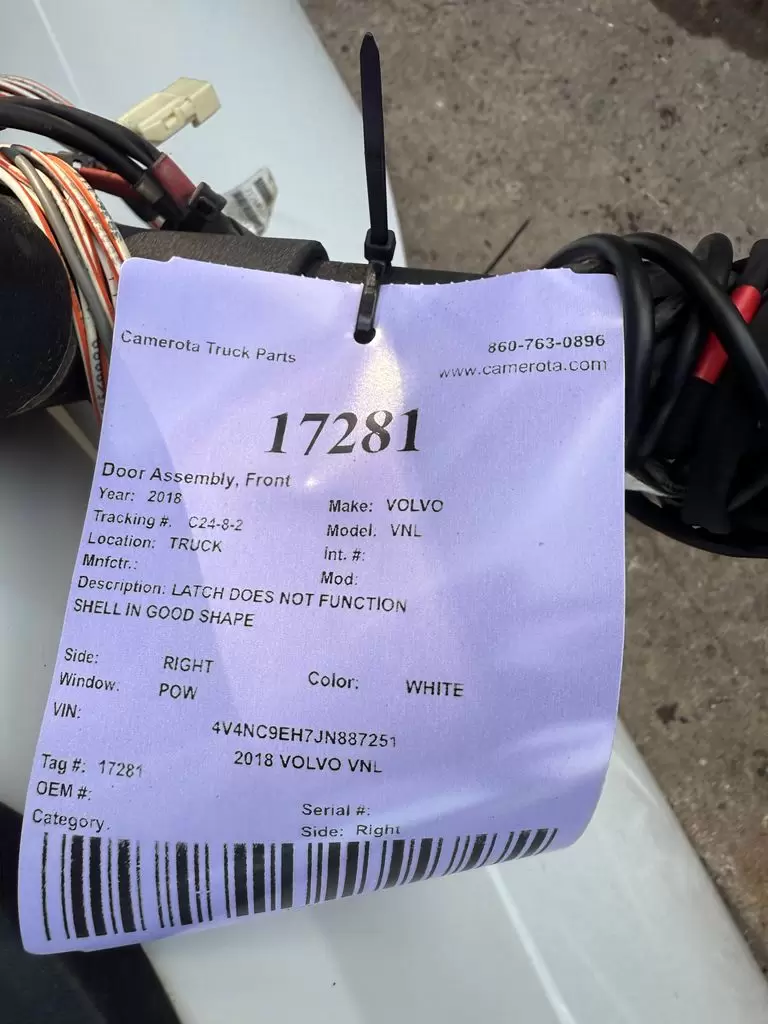 Camerota Truck Parts
860-763-0896
www.camerota.com
17281
Door Assembly, Front
Year: 2018 Make: VOLVO
Tracking #. C24-8-2 Model: VNL
Location: TRUCK Int. #:
Mnfctr.: Mod:
Description: LATCH DOES NOT FUNCTION
SHELL IN GOOD SHAPE
Side: RIGHT Color: WHITE
Window: POW
VIN:
4V4NC9EH7JN887251
2018 VOLVO VNL
Tag #: 17281
OEM #: Serial #:
Category. Side: Right